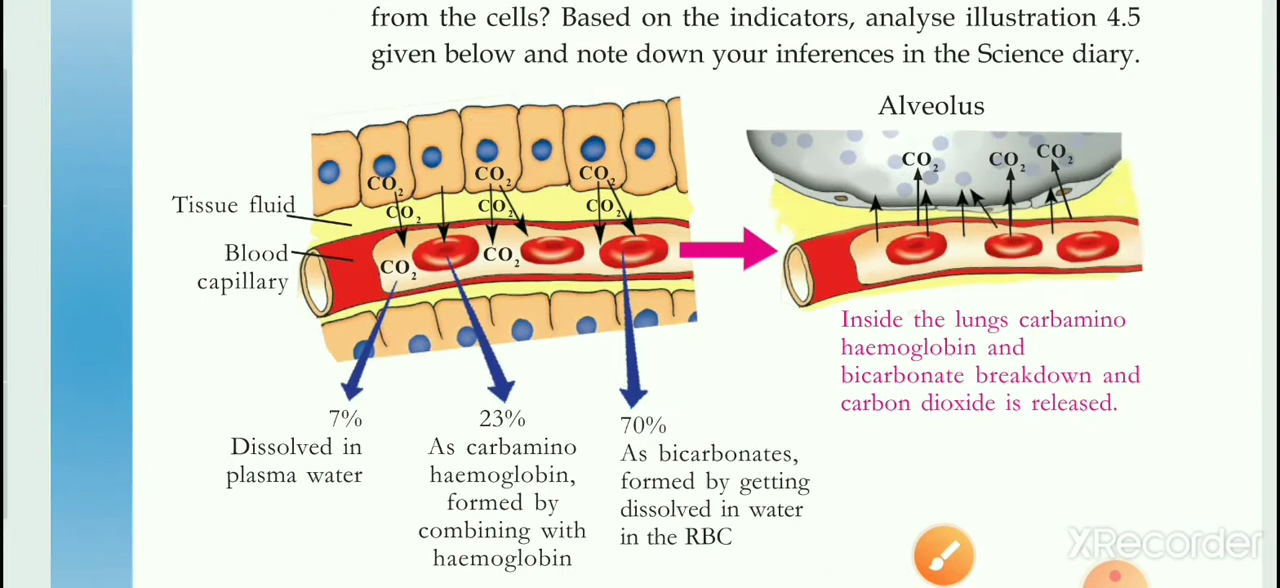 from the cells? Based on the indicators, analyse illustration 4.5
given below and note down your inferences in the Science diary.
Alveolus
CO₂
CO₂
CO₂
CO₂
CO₂
CO₂
CO₂
CO₂
CO₂
Tissue fluid
Blood
capillary
CO₂
CO₂
Inside the lungs carbamino
haemoglobin and
bicarbonate breakdown and
carbon dioxide is released.
7%
Dissolved in
plasma water
23%
As carbamino
haemoglobin,
formed by
combining with
haemoglobin
70%
As bicarbonates,
formed by getting
dissolved in water
in the RBC
XRecorder